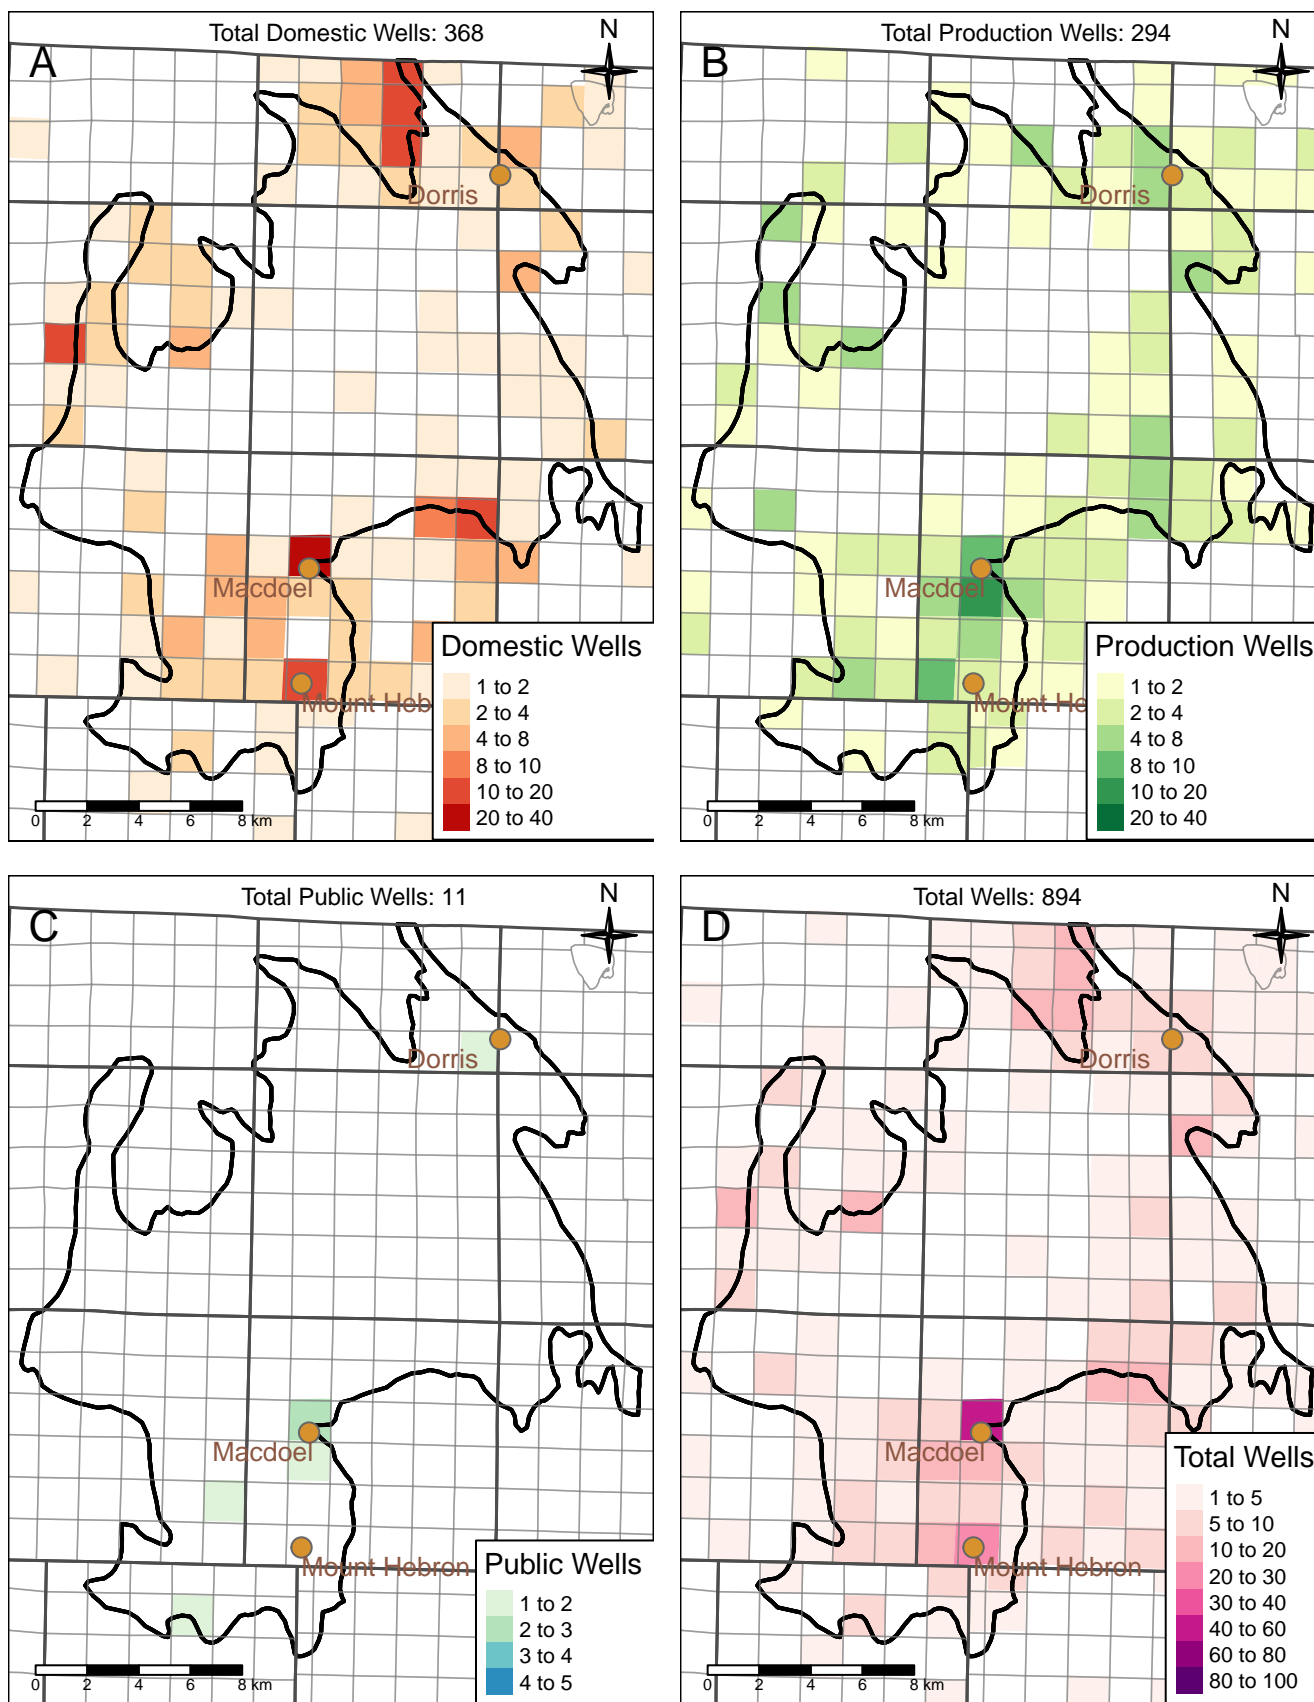 Total Domestic Wells: 368
N
A
Dorris
Macdoel
Mount Heb
Domestic Wells
1 to 2
2 to 4
4 to 8
8 to 10
10 to 20
20 to 40
0 2 4 6 8 km
Total Production Wells: 294
N
B
Dorris
Macdoel
Mount He
Production Wells
1 to 2
2 to 4
4 to 8
8 to 10
10 to 20
20 to 40
0 2 4 6 8 km
Total Public Wells: 11
N
C
Dorris
Macdoel
Mount Hebron
Public Wells
1 to 2
2 to 3
3 to 4
4 to 5
0 2 4 6 8 km
Total Wells: 894
N
D
Dorris
Macdoel
Mount Hebron
Total Wells
1 to 5
5 to 10
10 to 20
20 to 30
30 to 40
40 to 60
60 to 80
80 to 100
0 2 4 6 8 km